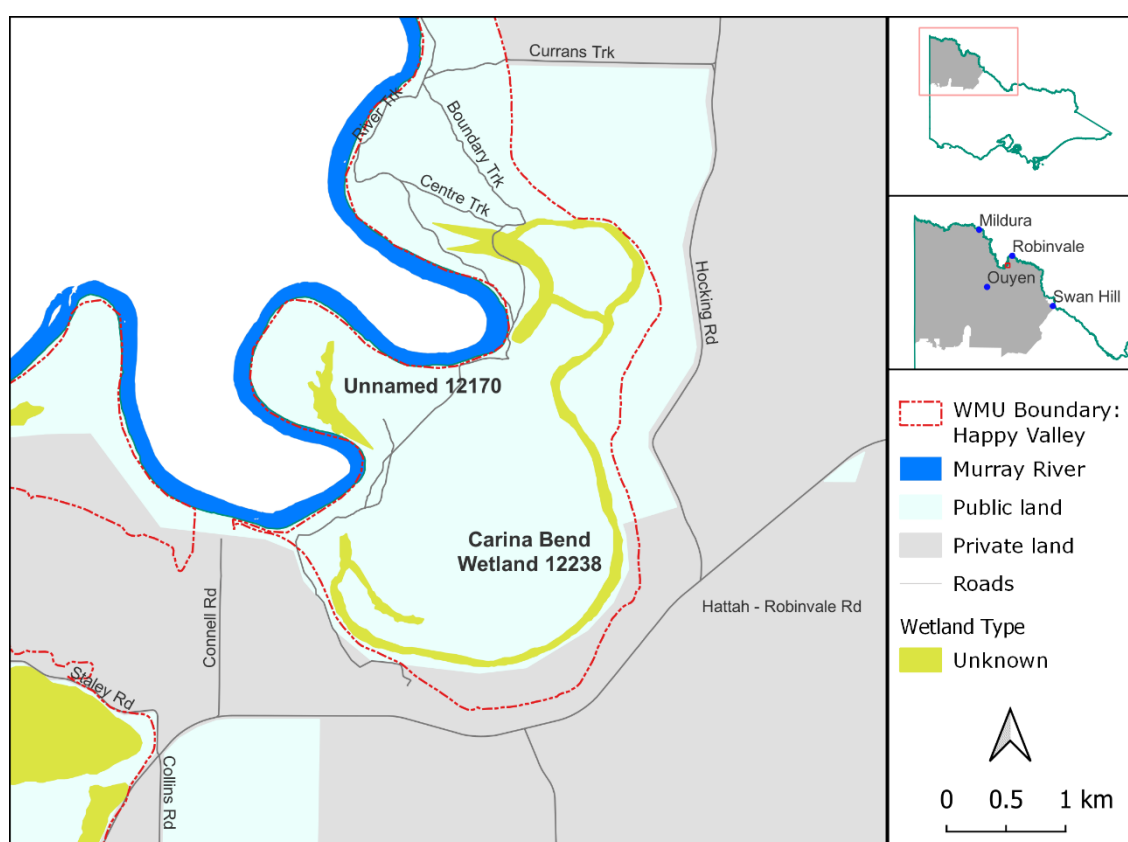 Currans Trk
River Trk
Boundary Trk
Centre Trk
Hocking Rd
Unnamed 12170
Carina Bend
Wetland 12238
Hattah - Robinvale Rd
Connell Rd
Staley Rd
Collins Rd
Mildura
Robinvale
Ouyen
Swan Hill
WMU Boundary:
Happy Valley
Murray River
Public land
Private land
Roads
Wetland Type
Unknown
0 0.5 1 km